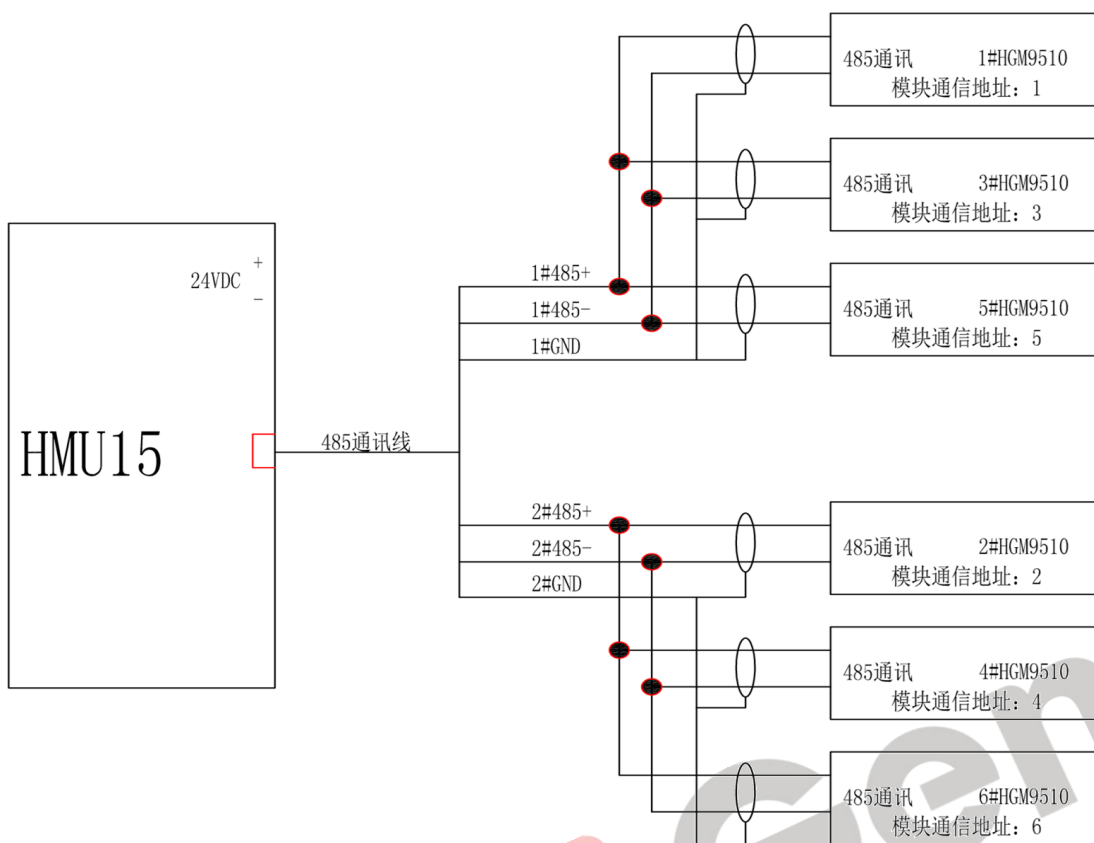 485通讯 1#HGM9510
模块通信地址: 1
485通讯 3#HGM9510
模块通信地址: 3
485通讯 5#HGM9510
模块通信地址: 5
24VDC + -
1#485+
1#485-
1#GND
HMU15
485通讯线
2#485+
2#485-
2#GND
485通讯 2#HGM9510
模块通信地址: 2
485通讯 4#HGM9510
模块通信地址: 4
485通讯 6#HGM9510
模块通信地址: 6